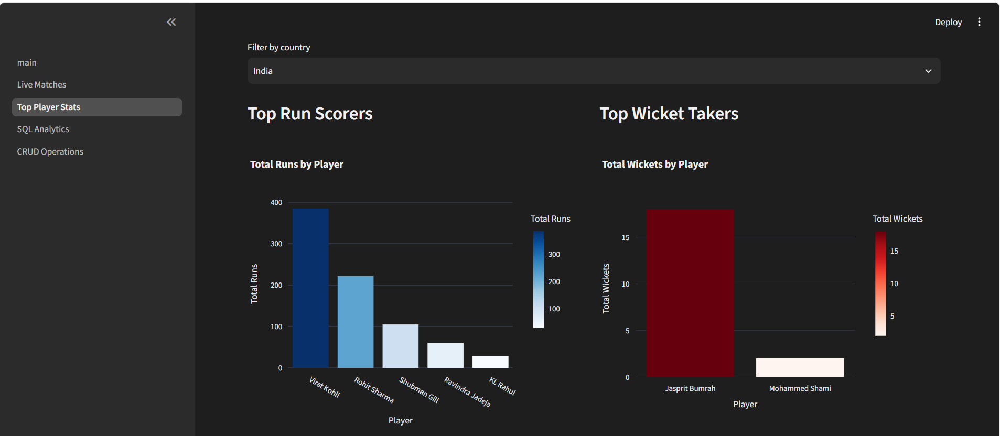 Deploy
main
Live Matches
Top Player Stats
SQL Analytics
CRUD Operations
Filter by country
India
Top Run Scorers
Total Runs by Player
400
300
200
100
0
Total Runs
Virat Kohli
Rohit Sharma
Shubman Gill
Ravindra Jadeja
KL Rahul
Player
Total Runs
300
200
100
Top Wicket Takers
Total Wickets by Player
15
10
5
0
Total Wickets
Jasprit Bumrah
Mohammed Shami
Player
Total Wickets
15
10
5